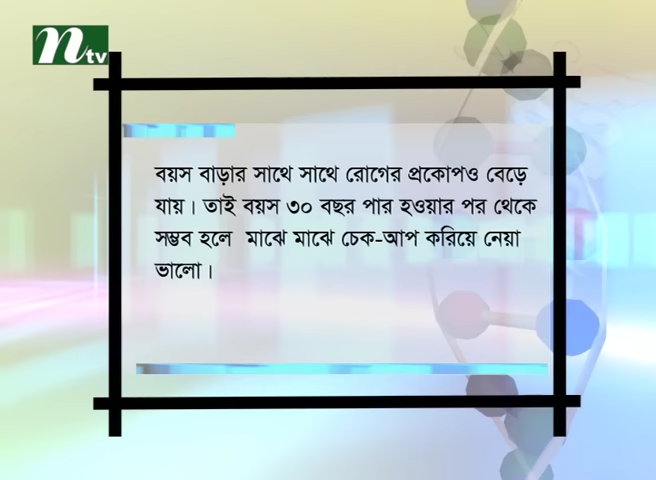 ntv
বয়স বাড়ার সাথে সাথে রোগের প্রকোপও বেড়ে
যায়। তাই বয়স ৩০ বছর পার হওয়ার পর থেকে
সম্ভব হলে মাঝে মাঝে চেক-আপ করিয়ে নেয়া
ভালো।